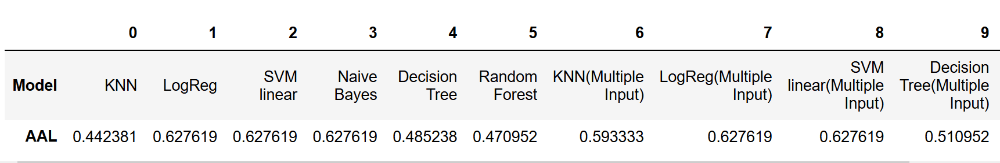 0 1 2 3 4 5 6 7 8 9
Model KNN LogReg SVM linear Naive Bayes Decision Tree Random Forest KNN(Multiple Input) LogReg(Multiple Input) SVM linear(Multiple Input) Decision Tree(Multiple Input)
AAL 0.442381 0.627619 0.627619 0.627619 0.485238 0.470952 0.593333 0.627619 0.627619 0.510952